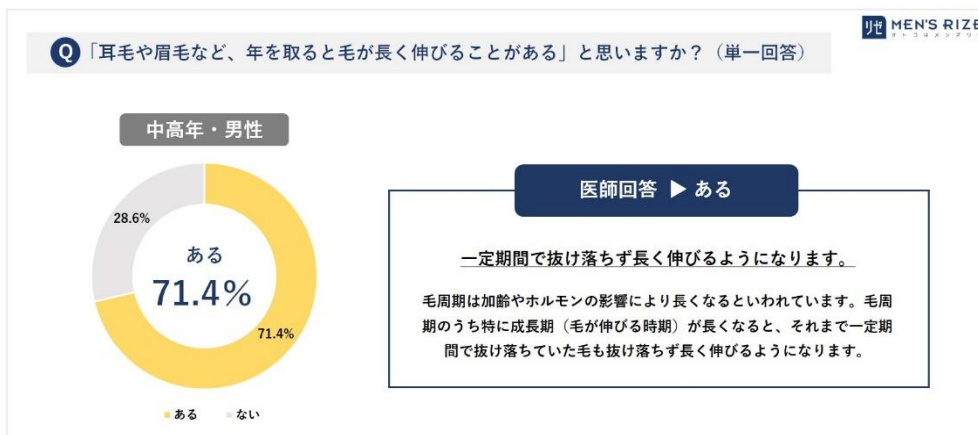 リゼ MEN'S RIZE
Q 「耳毛や眉毛など、年を取ると毛が長く伸びることがある」と思いますか？（単一回答）
中高年・男性
28.6%
ある
71.4%
71.4%
ある ない
医師回答 ▶ ある
一定期間で抜け落ちず長く伸びるようになります。
毛周期は加齢やホルモンの影響により長くなるといわれています。毛周
期のうち特に成長期（毛が伸びる時期）が長くなると、それまで一定期
間で抜け落ちていた毛も抜け落ちず長く伸びるようになります。